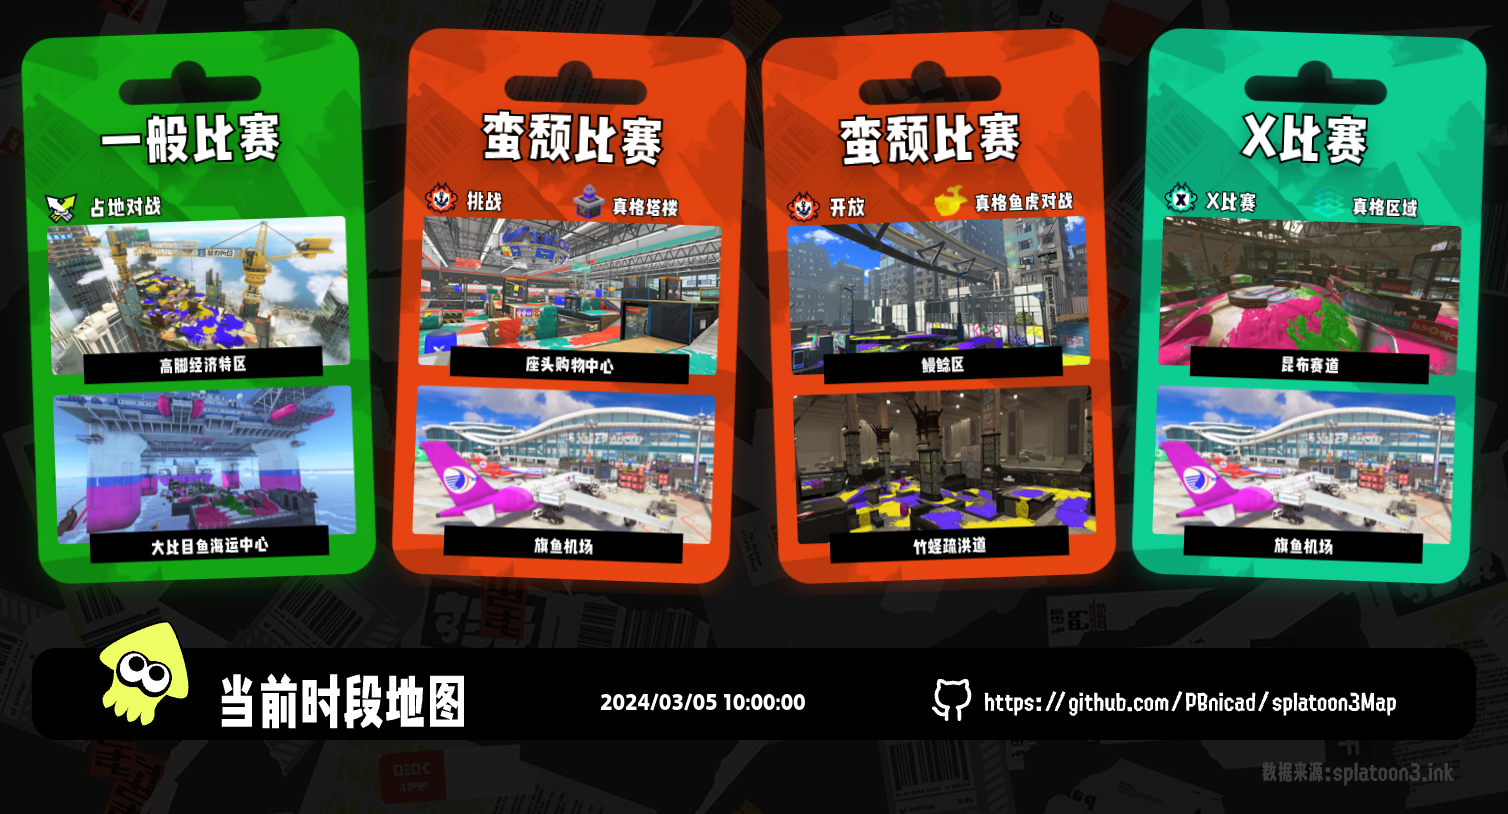 一般比赛
占地对战
高脚经济特区
大比目鱼海运中心
蛮颓比赛
挑战
真格塔楼
座头购物中心
旗鱼机场
蛮颓比赛
开放
真格鱼虎对战
鳗鲶区
竹蛏疏洪道
X比赛
X比赛
真格区域
昆布赛道
旗鱼机场
当前时段地图
2024/03/05 10:00:00
https://github.com/PBnicad/splatoon3Map
数据来源:splatoon3.ink